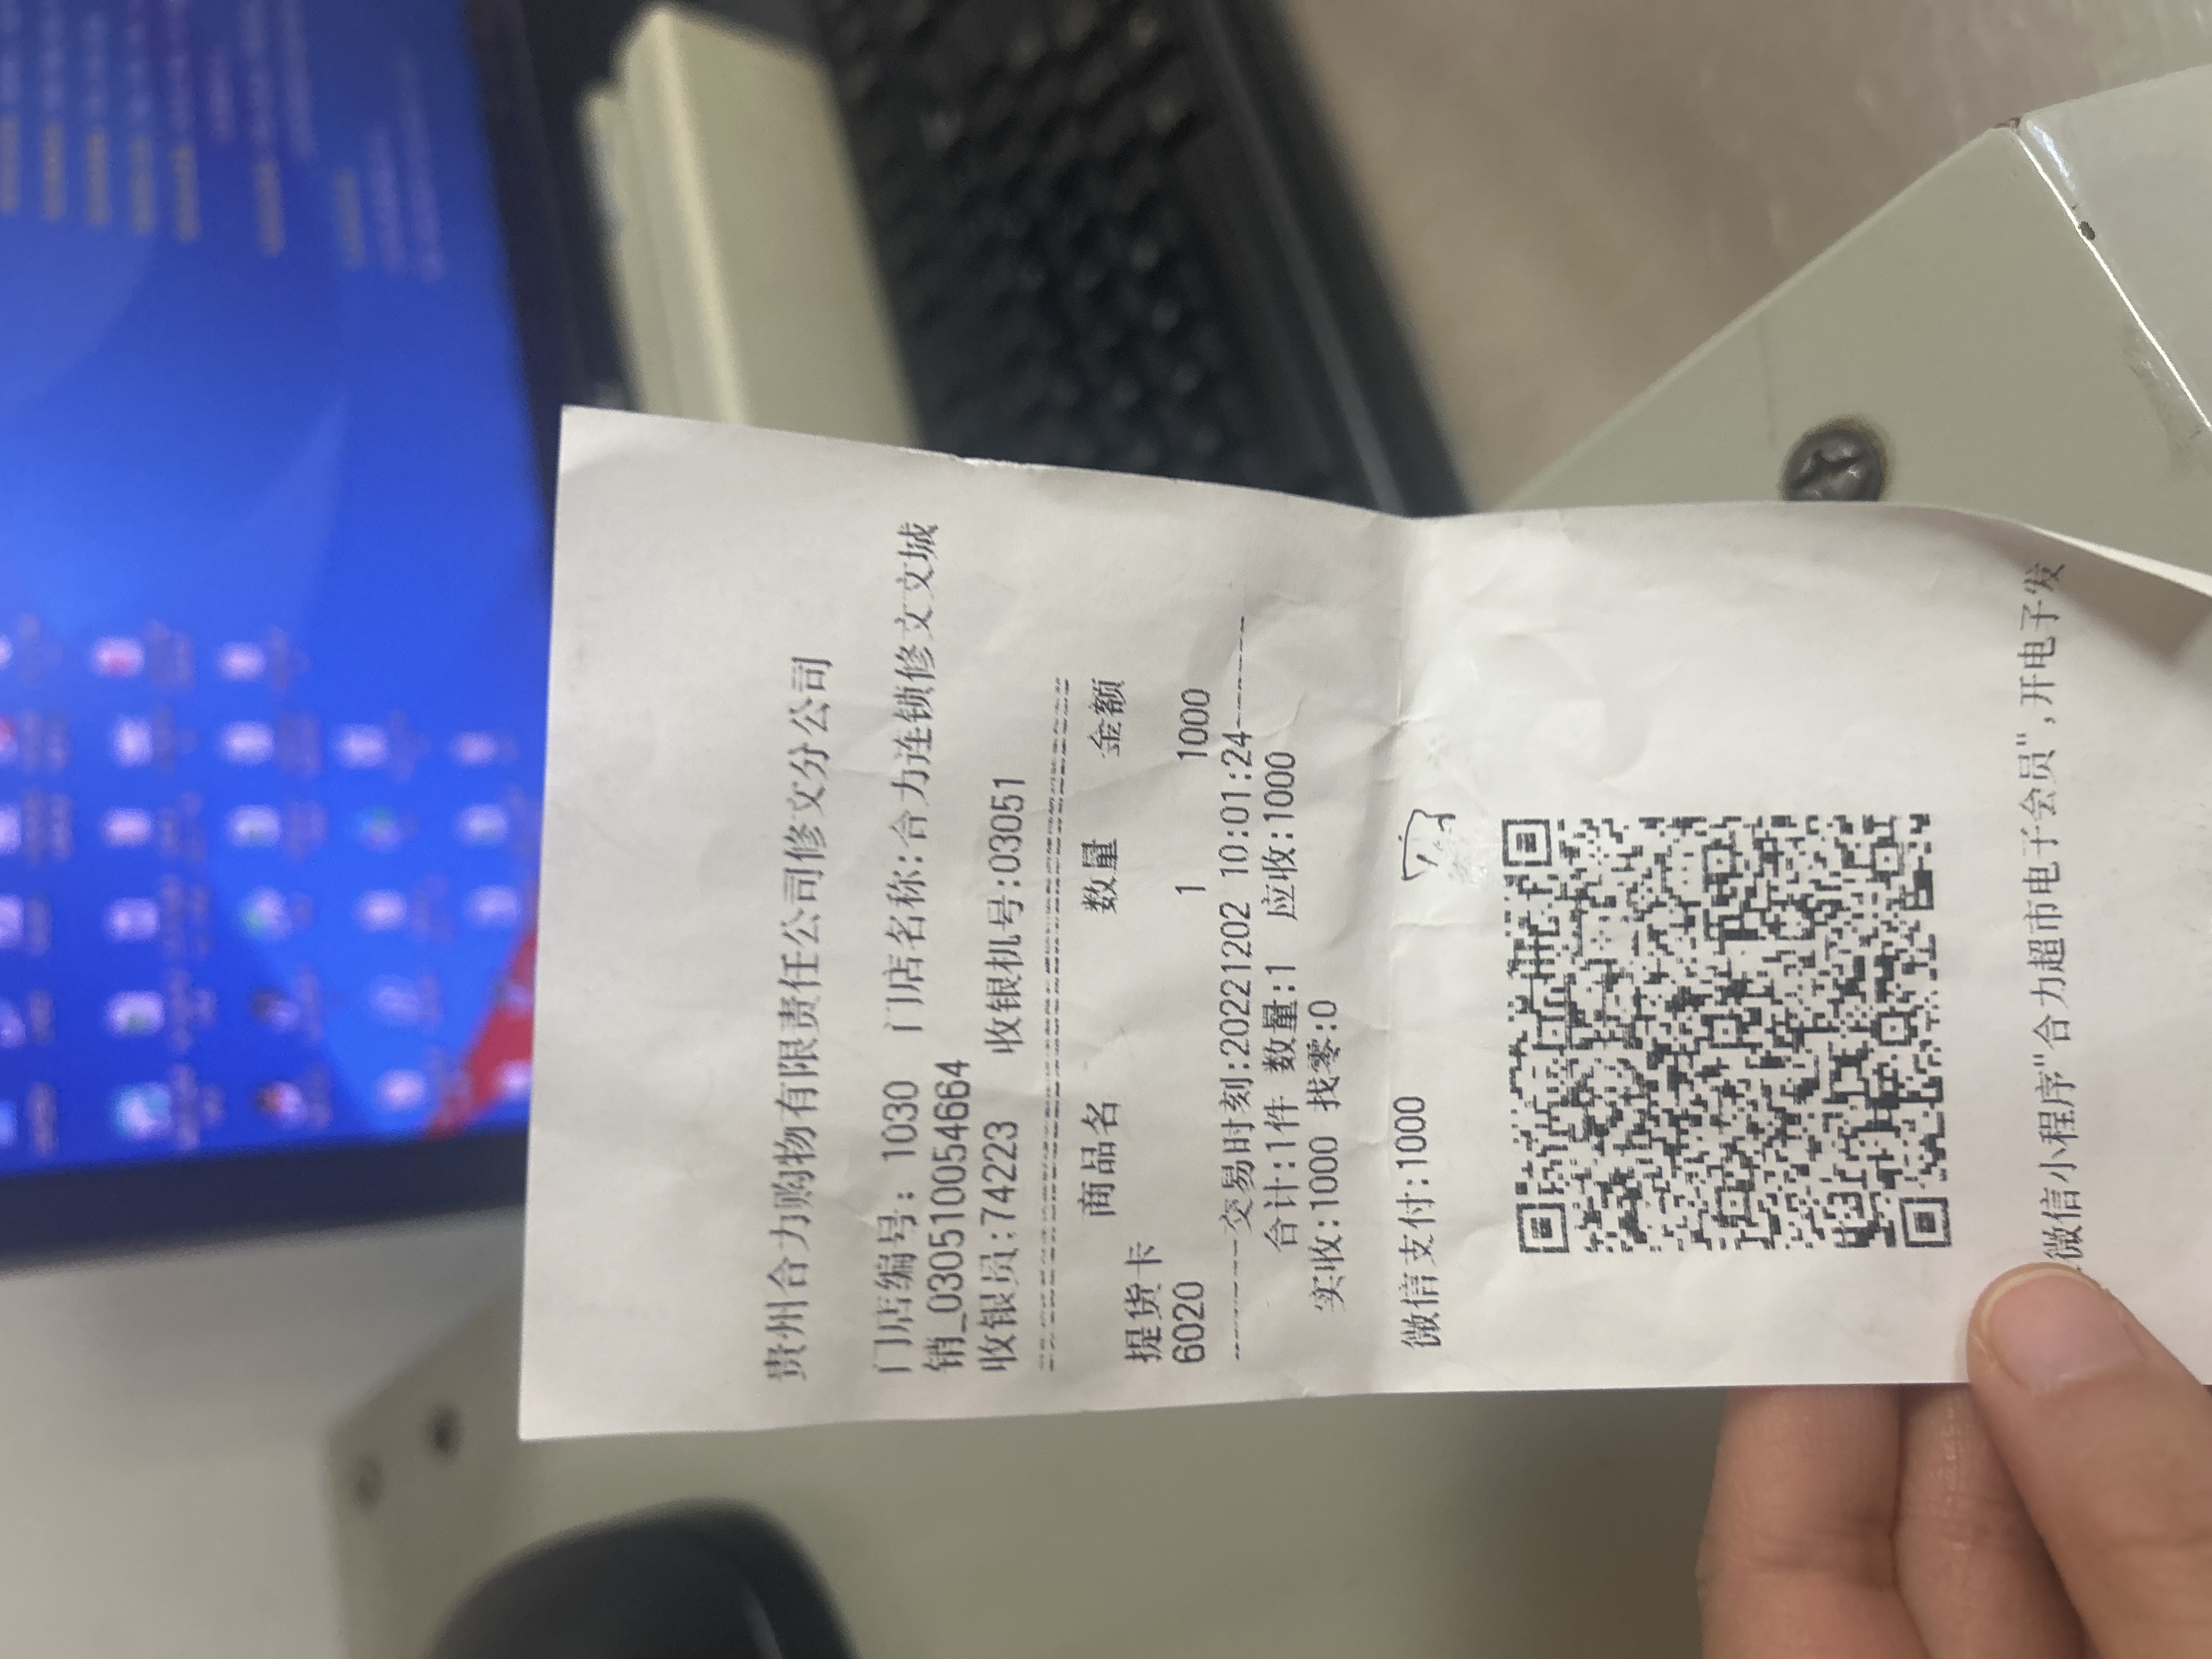 贵州合力购物有限责任公司修文分公司
门店编号: 1030 门店名称:合力连锁修文文城
销_030510054664
收银员:74223 收银机号:03051
商品名 数量 金额
提货卡
6020 1 1000
交易时刻:20221202 10:01:24
合计:1件 数量:1 应收:1000
实收:1000 找零:0
微信支付:1000
微信小程序"合力超市电子会员",开电子发